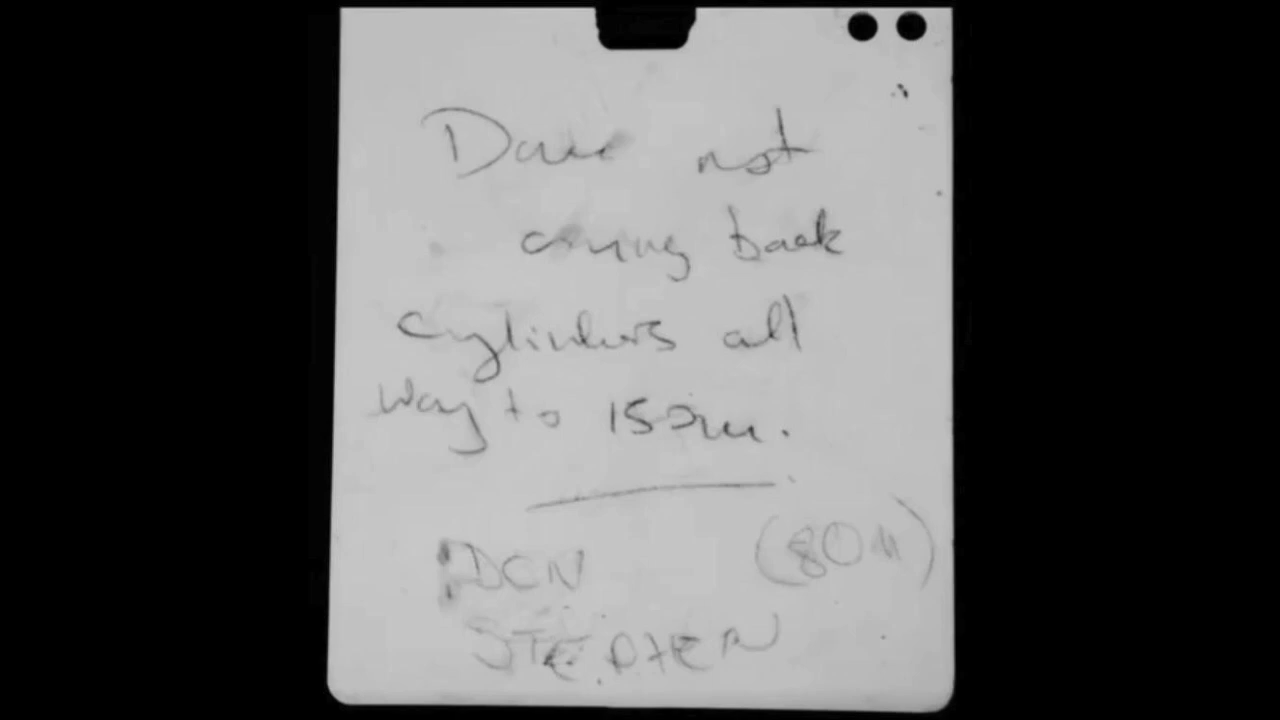 Dave not
coming back
cylinders all
way to 150m.
DON (80M)
STEPHEN